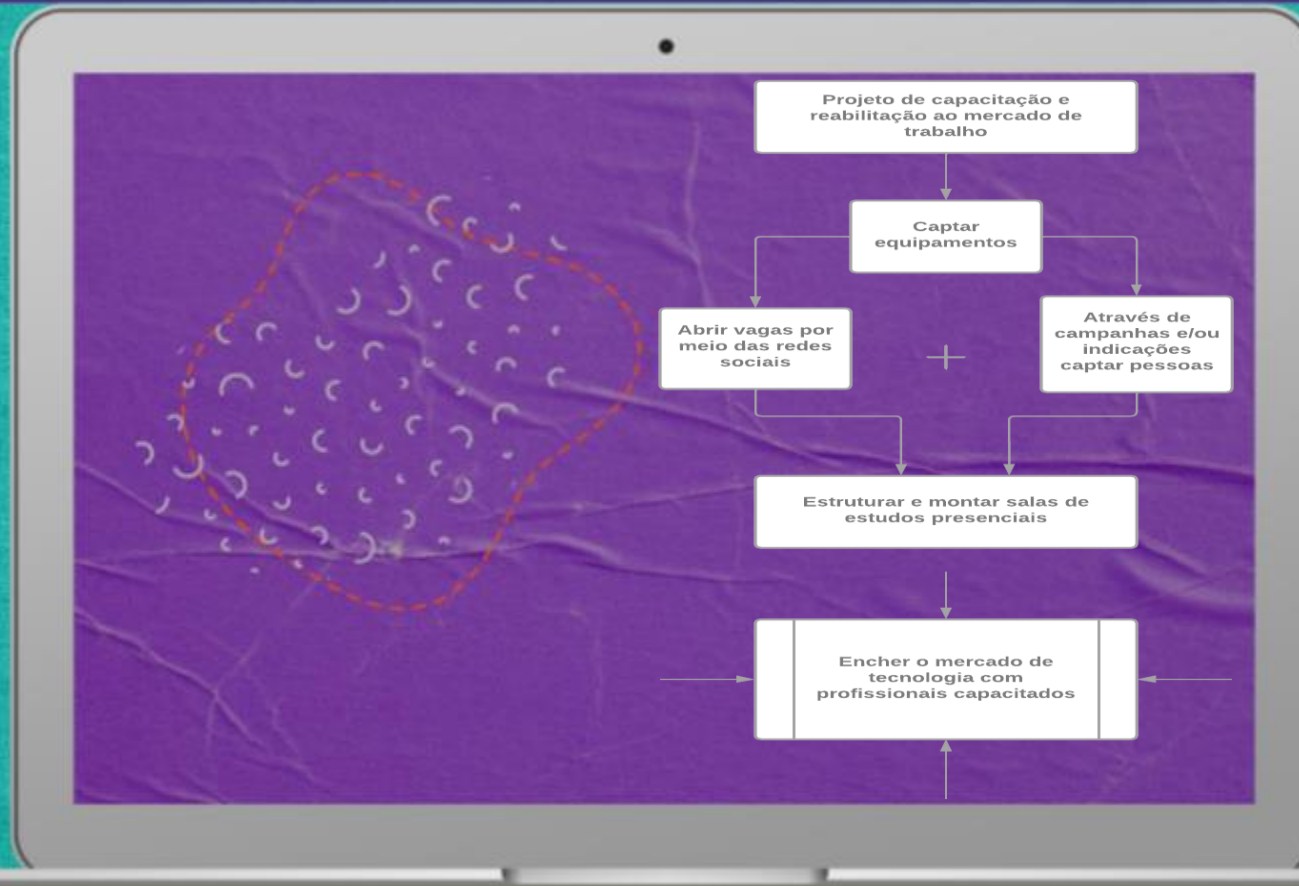 Projeto de capacitação e
reabilitação ao mercado de
trabalho
Captar
equipamentos
Abrir vagas por
meio das redes
sociais
Através de
campanhas e/ou
indicações
captar pessoas
Estruturar e montar salas de
estudos presenciais
Encher o mercado de
tecnologia com
profissionais capacitados